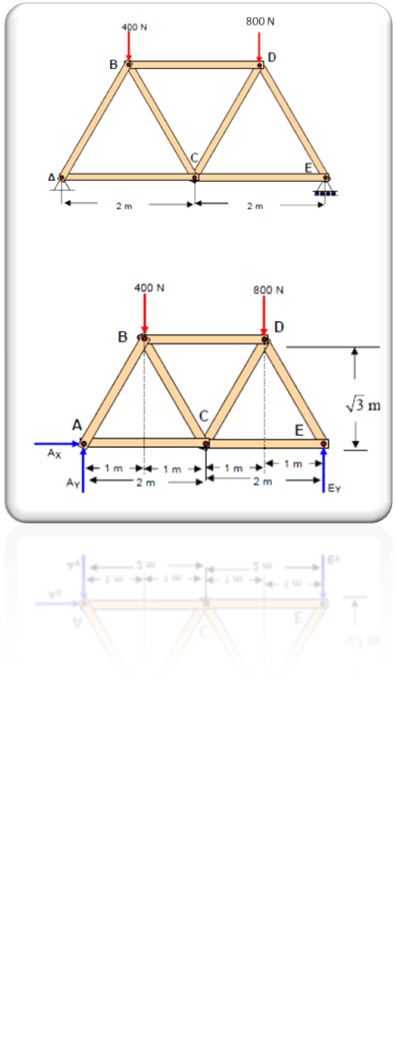 400 N 800 N
B D
C
A E
2 m 2 m
400 N 800 N
B D
√3 m
A C E
AX
1 m 1 m 1 m 1 m
AY 2 m 2 m EY